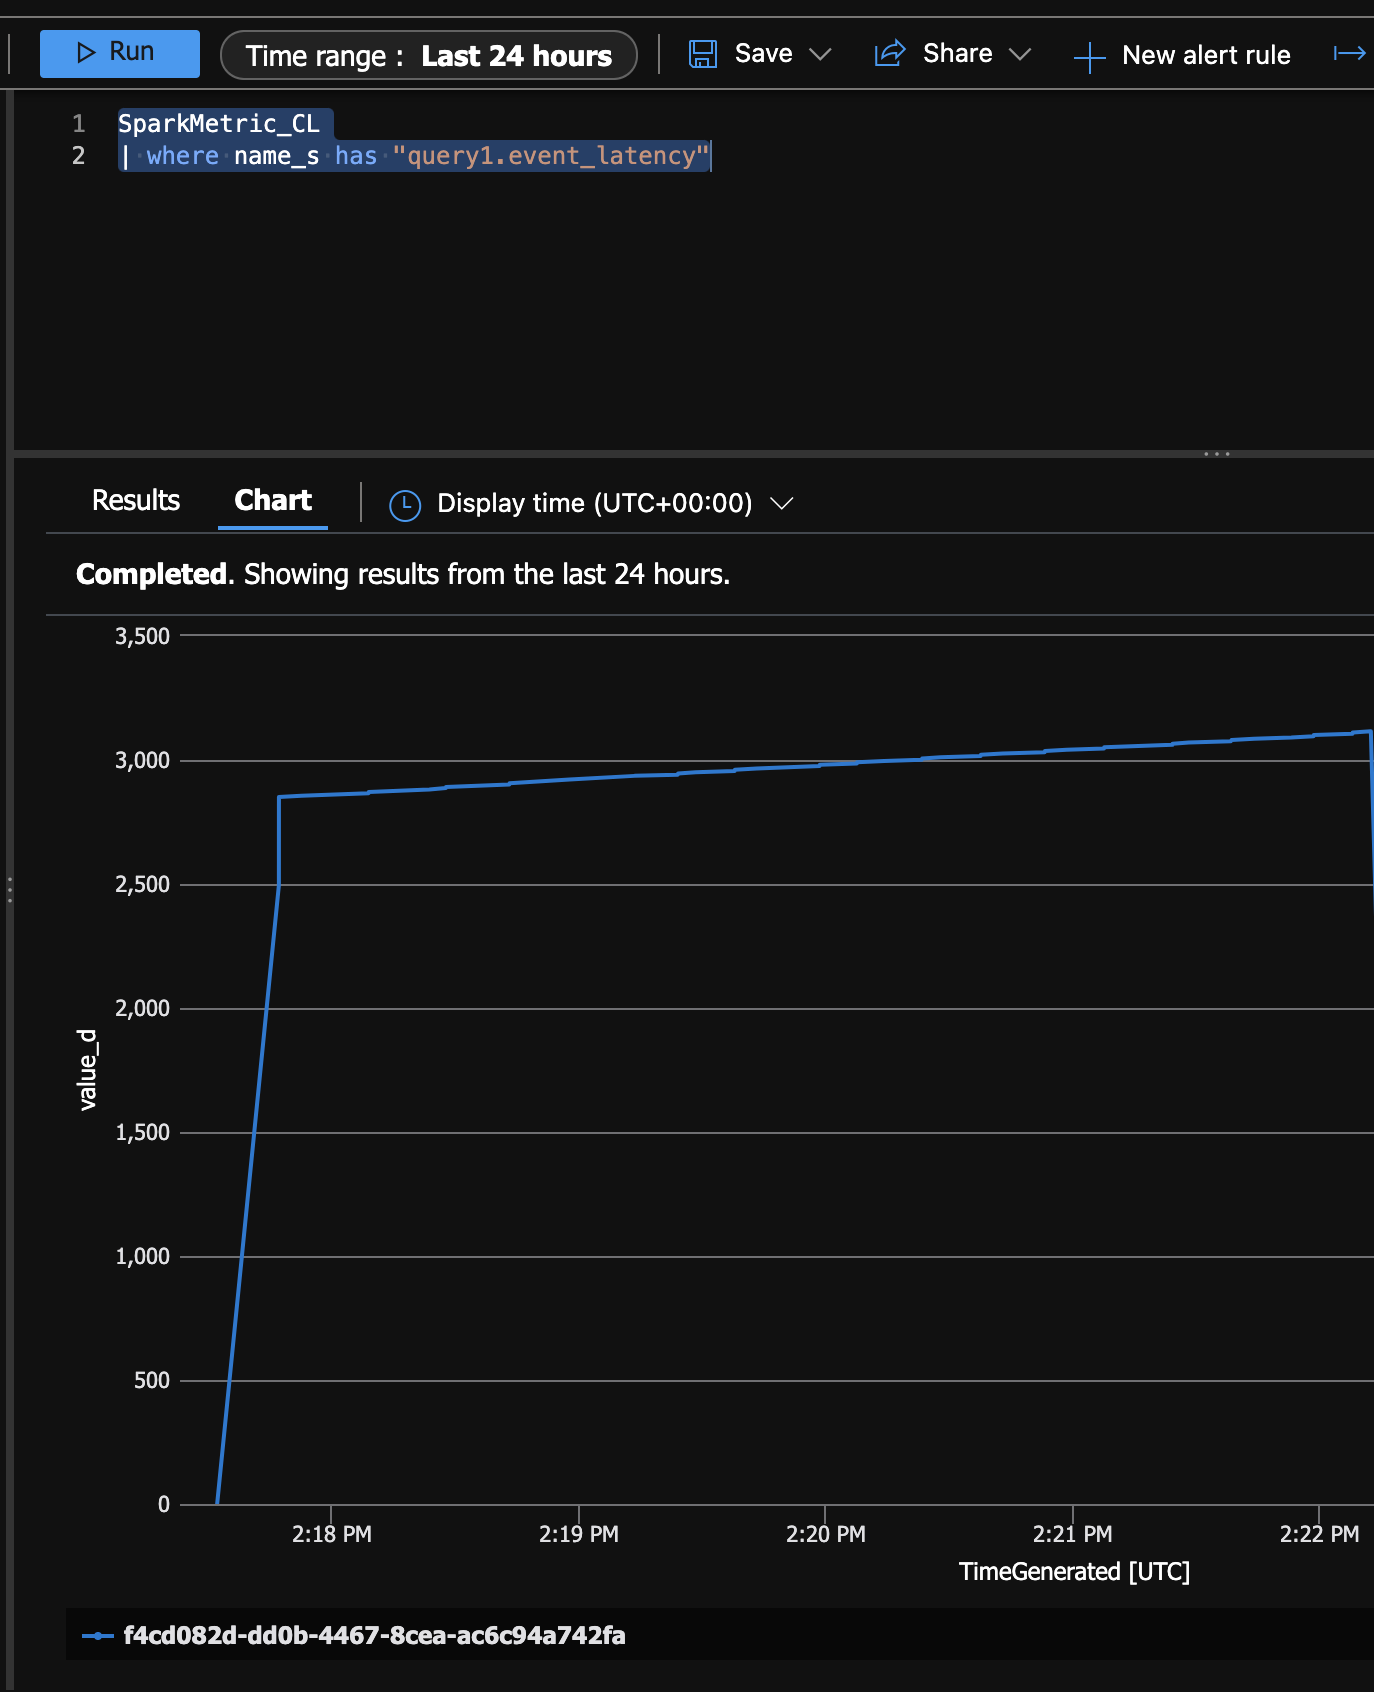 Run
Time range : Last 24 hours
Save
Share
New alert rule
1 SparkMetric_CL
2 | where name_s has "query1.event_latency"
Results
Chart
Display time (UTC+00:00)
Completed. Showing results from the last 24 hours.
3,500
3,000
2,500
2,000
1,500
1,000
500
0
value_d
2:18 PM
2:19 PM
2:20 PM
2:21 PM
2:22 PM
TimeGenerated [UTC]
f4cd082d-dd0b-4467-8cea-ac6c94a742fa